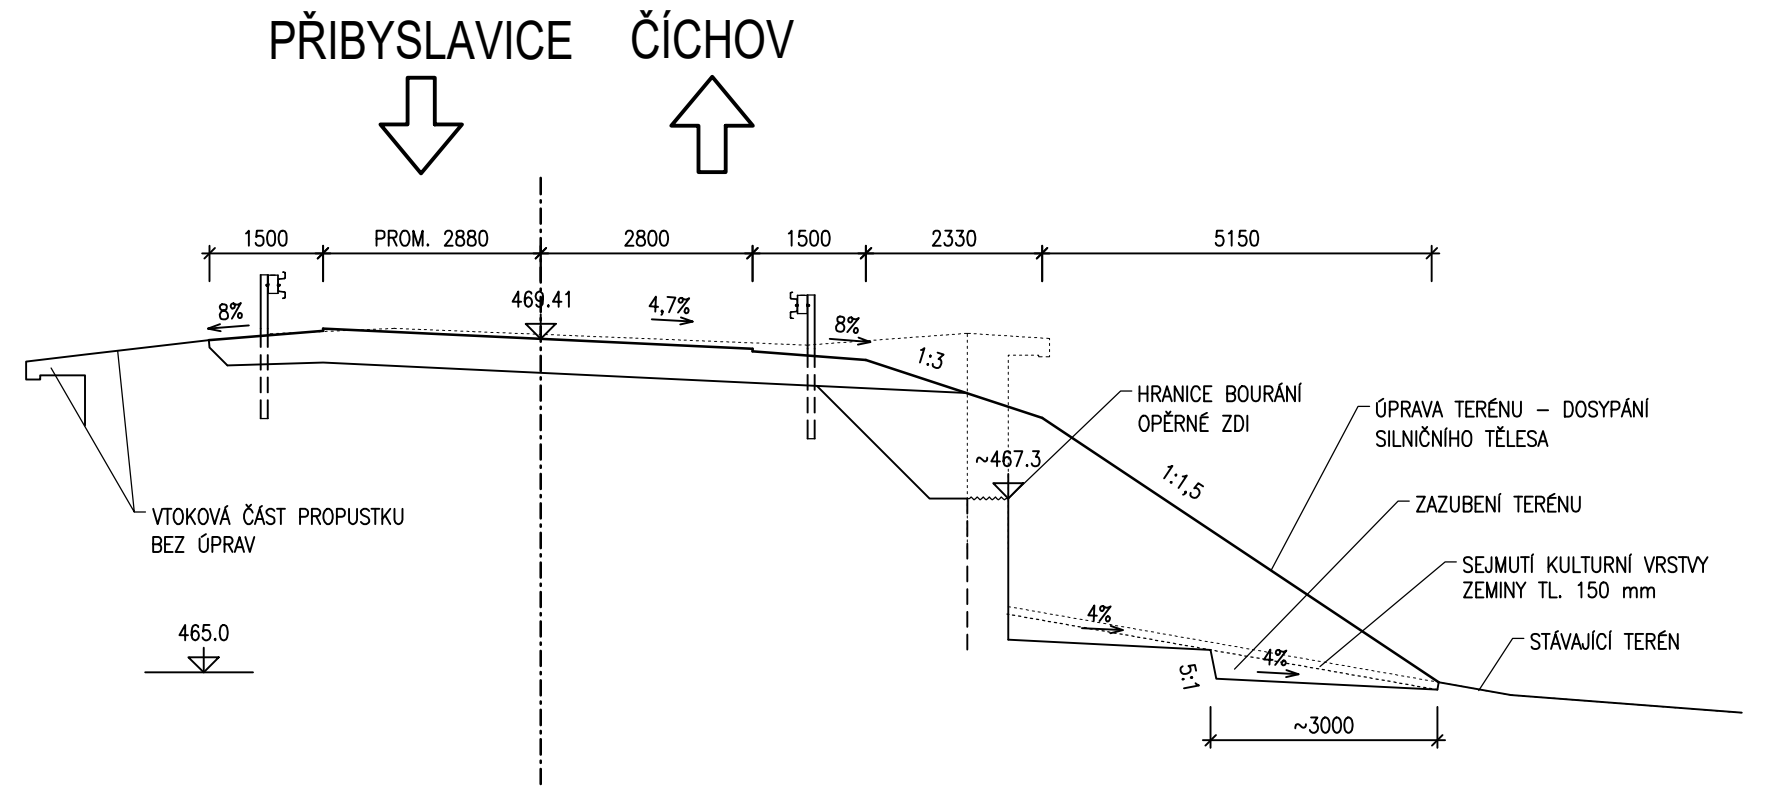 PŘIBYSLAVICE ČÍCHOV
1500 PROM. 2880 2800 1500 2330 5150
8% 469.41 4,7% 8%
1:3
HRANICE BOURÁNÍ
OPĚRNÉ ZDI
ÚPRAVA TERÉNU – DOSYPÁNÍ
SILNIČNÍHO TĚLESA
~467.3
1:1,5
ZAZUBENÍ TERÉNU
VTOKOVÁ ČÁST PROPUSTKU
BEZ ÚPRAV
SEJMUTÍ KULTURNÍ VRSTVY
ZEMINY TL. 150 mm
4%
465.0
STÁVAJÍCÍ TERÉN
4%
5:1
~3000